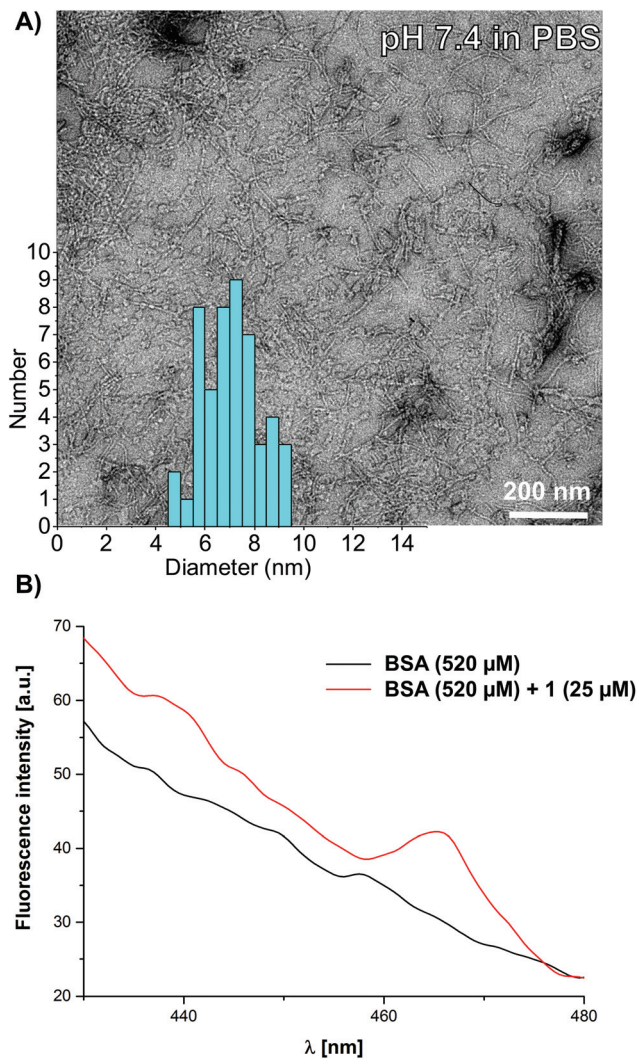 A)
pH 7.4 in PBS
10
9
8
7
6
5
4
3
2
1
0
Number
200 nm
0 2 4 6 8 10 12 14
Diameter (nm)
B)
70
60
50
40
30
20
Fluorescence intensity [a.u.]
BSA (520 µM)
BSA (520 µM) + 1 (25 µM)
440 460 480
λ [nm]